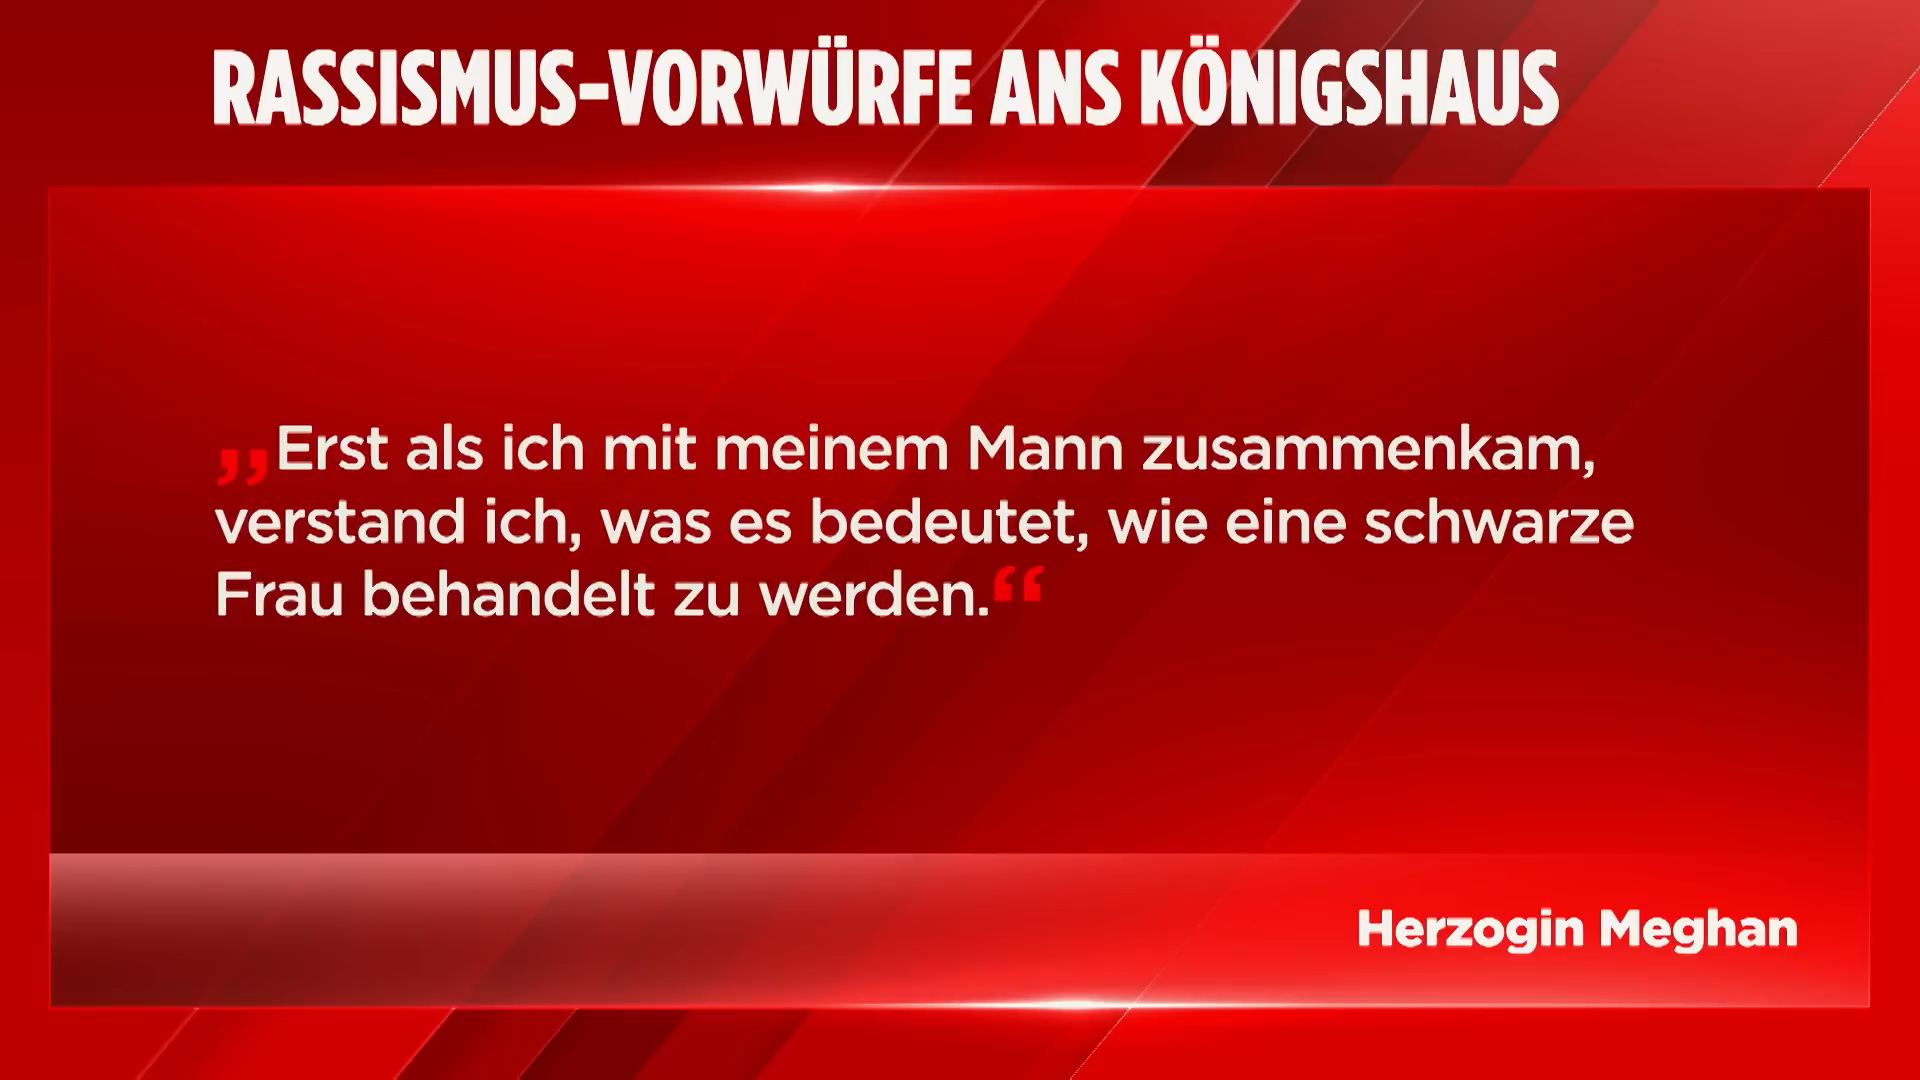 RASSISMUS-VORWÜRFE ANS KÖNIGSHAUS
„Erst als ich mit meinem Mann zusammenkam,
verstand ich, was es bedeutet, wie eine schwarze
Frau behandelt zu werden.“
Herzogin Meghan